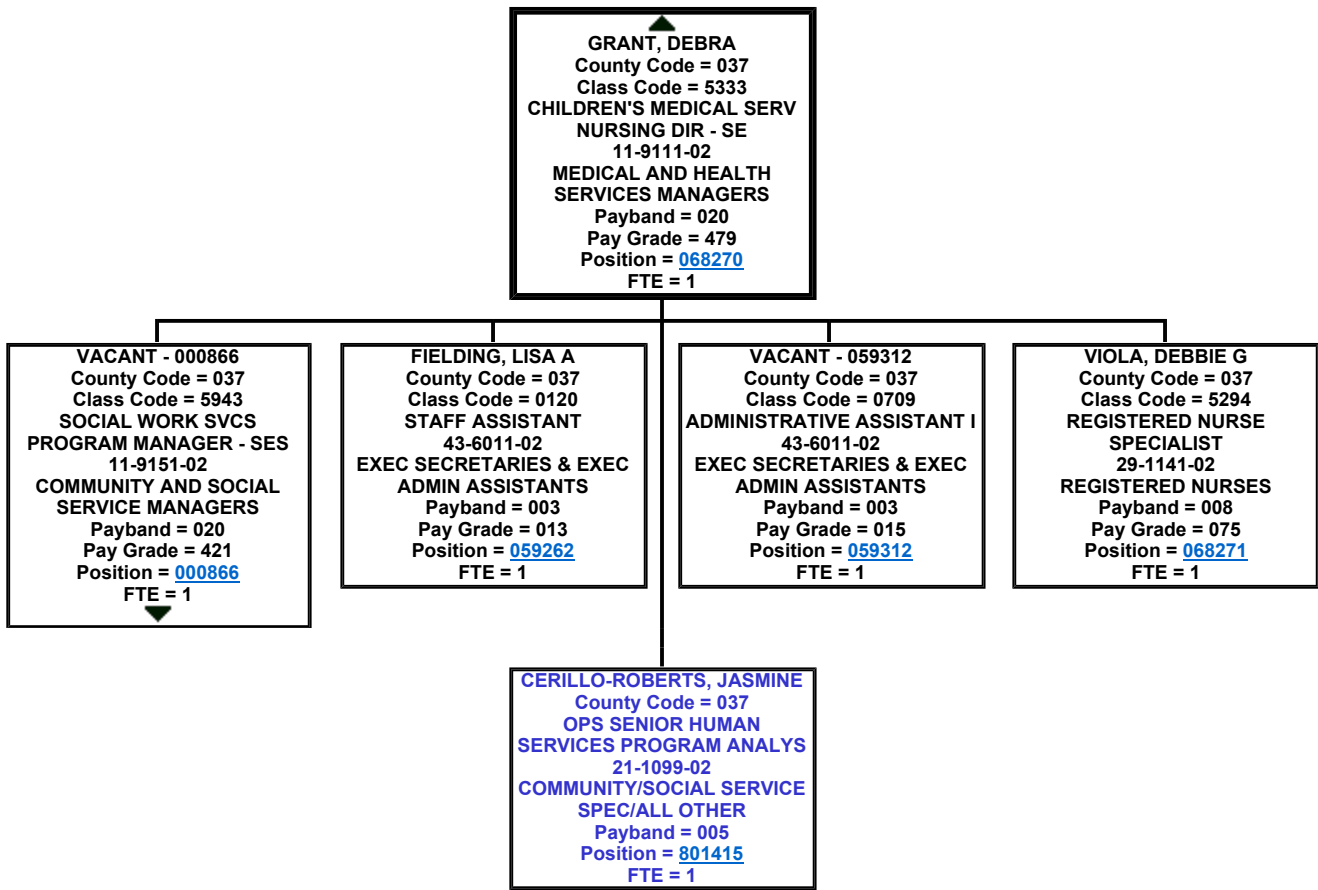 GRANT, DEBRA
County Code = 037
Class Code = 5333
CHILDREN'S MEDICAL SERV
NURSING DIR - SE
11-9111-02
MEDICAL AND HEALTH
SERVICES MANAGERS
Payband = 020
Pay Grade = 479
Position = 068270
FTE = 1
VACANT - 000866
County Code = 037
Class Code = 5943
SOCIAL WORK SVCS
PROGRAM MANAGER - SES
11-9151-02
COMMUNITY AND SOCIAL
SERVICE MANAGERS
Payband = 020
Pay Grade = 421
Position = 000866
FTE = 1
FIELDING, LISA A
County Code = 037
Class Code = 0120
STAFF ASSISTANT
43-6011-02
EXEC SECRETARIES & EXEC
ADMIN ASSISTANTS
Payband = 003
Pay Grade = 013
Position = 059262
FTE = 1
VACANT - 059312
County Code = 037
Class Code = 0709
ADMINISTRATIVE ASSISTANT I
43-6011-02
EXEC SECRETARIES & EXEC
ADMIN ASSISTANTS
Payband = 003
Pay Grade = 015
Position = 059312
FTE = 1
VIOLA, DEBBIE G
County Code = 037
Class Code = 5294
REGISTERED NURSE
SPECIALIST
29-1141-02
REGISTERED NURSES
Payband = 008
Pay Grade = 075
Position = 068271
FTE = 1
CERILLO-ROBERTS, JASMINE
County Code = 037
OPS SENIOR HUMAN
SERVICES PROGRAM ANALYS
21-1099-02
COMMUNITY/SOCIAL SERVICE
SPEC/ALL OTHER
Payband = 005
Position = 801415
FTE = 1